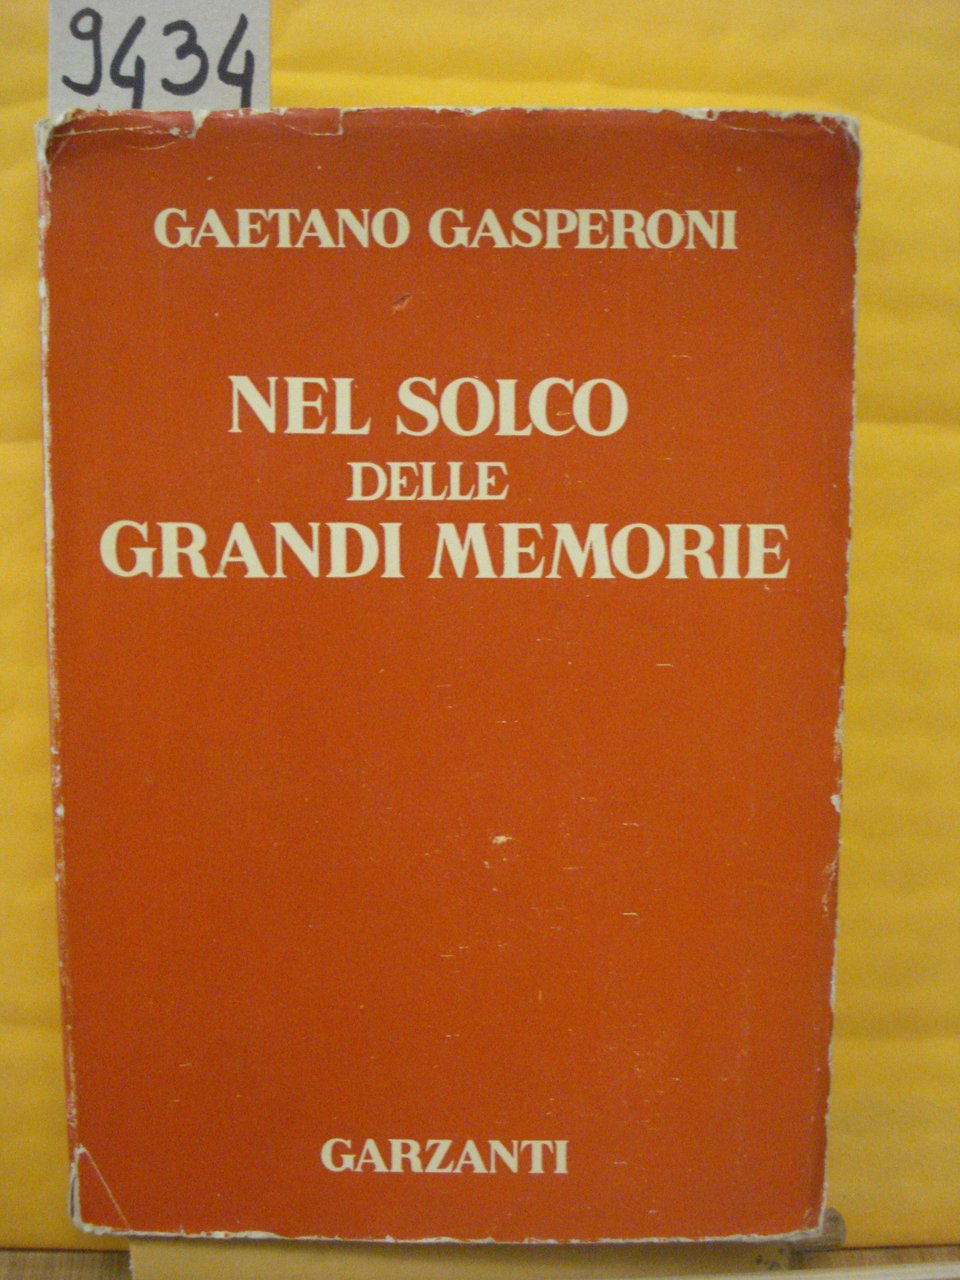 9434
GAETANO GASPERONI
NEL SOLCO
DELLE
GRANDI MEMORIE
GARZANTI